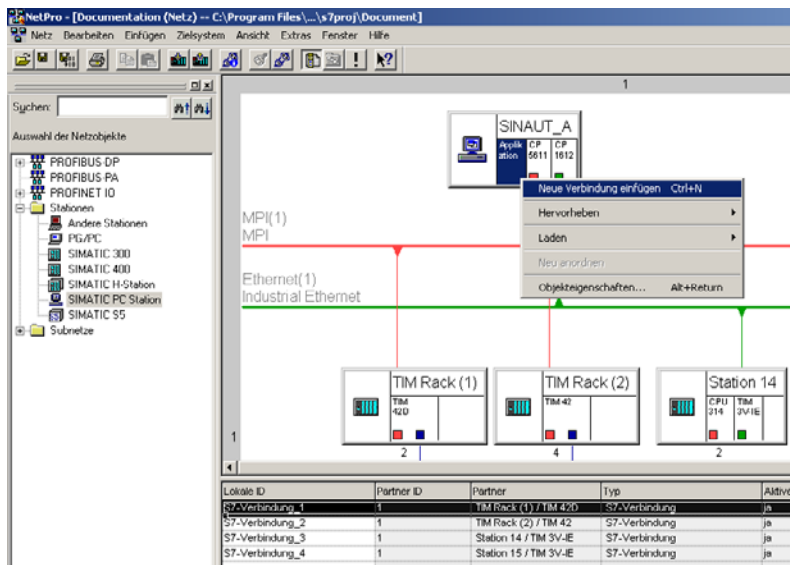 NetPro - [Documentation (Netz) -- C:\Program Files\...\s7proj\Document]
Netz Bearbeiten Einfügen Zielsystem Ansicht Extras Fenster Hilfe
Suchen:
Auswahl der Netzobjekte
PROFIBUS-DP
PROFIBUS-PA
PROFINET IO
Stationen
Andere Stationen
PG/PC
SIMATIC 300
SIMATIC 400
SIMATIC H-Station
SIMATIC PC Station
SIMATIC S5
Subnetze
1
SINAUT_A
Applik CP CP
ation 5611 1612
Neue Verbindung einfügen Ctrl+N
Hervorheben
Laden
Neu anordnen
Objekteigenschaften... Alt+Return
MPI(1)
MPI
Ethernet(1)
Industrial Ethernet
TIM Rack (1) TIM Rack (2) Station 14
TIM TIM 42 CPU TIM
42D 314 3V-IE
1
2 4 2
Lokale ID Partner ID Partner Typ Aktive
S7-Verbindung_1 1 TIM Rack (1) / TIM 42D S7-Verbindung ja
S7-Verbindung_2 1 TIM Rack (2) / TIM 42 S7-Verbindung ja
S7-Verbindung_3 1 Station 14 / TIM 3V-IE S7-Verbindung ja
S7-Verbindung_4 1 Station 15 / TIM 3V-IE S7-Verbindung ja